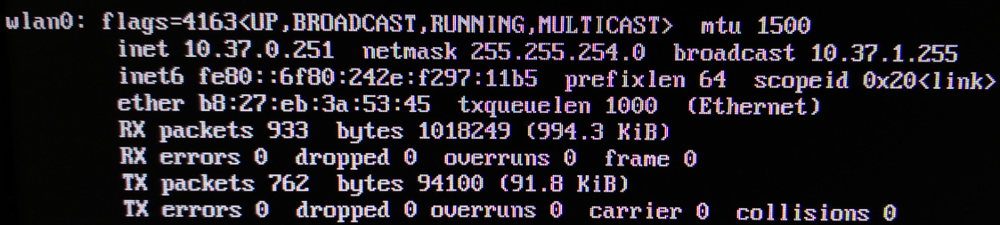 wlan0: flags=4163<UP,BROADCAST,RUNNING,MULTICAST>  mtu 1500
inet 10.37.0.251  netmask 255.255.254.0  broadcast 10.37.1.255
inet6 fe80::6f80:242e:f297:11b5  prefixlen 64  scopeid 0x20<link>
ether b8:27:eb:3a:53:45  txqueuelen 1000  (Ethernet)
RX packets 933  bytes 1018249 (994.3 KiB)
RX errors 0  dropped 0  overruns 0  frame 0
TX packets 762  bytes 94100 (91.8 KiB)
TX errors 0  dropped 0 overruns 0  carrier 0  collisions 0